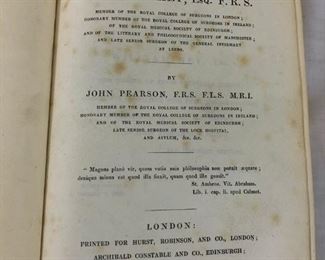 ESQ. F. R. S.
MEMBER OF THE ROYAL COLLEGE OF SURGEONS IN LONDON;
HONORARY MEMBER OF THE ROYAL COLLEGE OF SURGEONS IN IRELAND;
OF THE ROYAL MEDICAL SOCIETY OF EDINBURGH;
AND OF THE LITERARY AND PHILOSOPHICAL SOCIETY OF MANCHESTER;
AND LATE SENIOR SURGEON OF THE GENERAL INFIRMARY
AT LEEDS.
BY
JOHN PEARSON, F.R.S. F.L.S. M.R.I.
MEMBER OF THE ROYAL COLLEGE OF SURGEONS IN LONDON;
HONORARY MEMBER OF THE ROYAL COLLEGE OF SURGEONS IN IRELAND;
AND OF THE ROYAL MEDICAL SOCIETY OF EDINBURGH;
LATE SENIOR SURGEON OF THE LOCK HOSPITAL,
AND ASYLUM, &c. &c.
"Magnus planè vir, quem votis suis philosophia non potuit æquare;
denique minus est quod illa finxit, quam quod ille gessit."
St. Ambros. Vit. Abraham.
Lib. i. cap. ii. apud Calmet.
LONDON:
PRINTED FOR HURST, ROBINSON, AND CO., LONDON;
ARCHIBALD CONSTABLE AND CO., EDINBURGH;